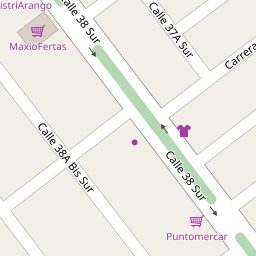 istriArango
Calle 38 Sur
Calle 37A Sur
MaxioFertas
Carrera
Calle 38A Bis Sur
Calle 38 Sur
Puntomercar